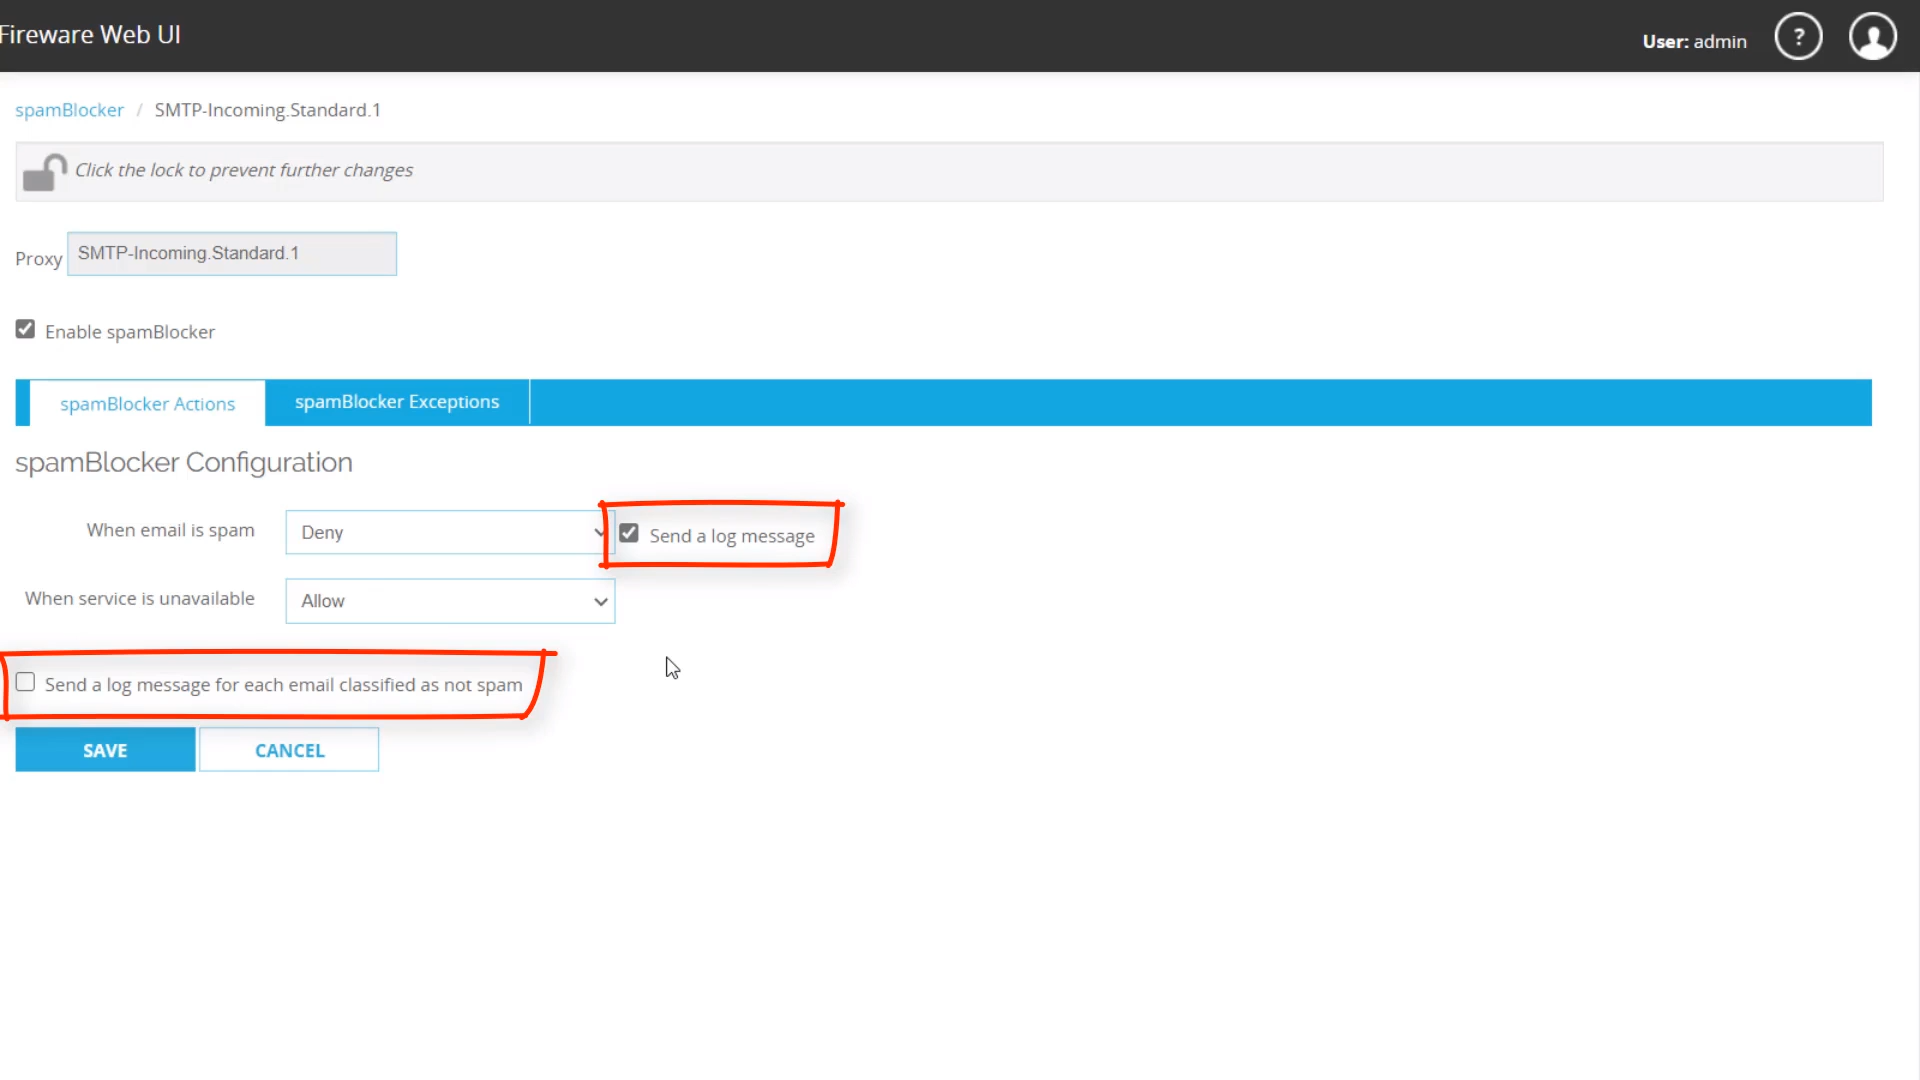 Fireware Web UI
User: admin
?
spamBlocker / SMTP-Incoming.Standard.1
Click the lock to prevent further changes
Proxy SMTP-Incoming.Standard.1
Enable spamBlocker
spamBlocker Actions spamBlocker Exceptions
spamBlocker Configuration
When email is spam Deny Send a log message
When service is unavailable Allow
Send a log message for each email classified as not spam
SAVE CANCEL